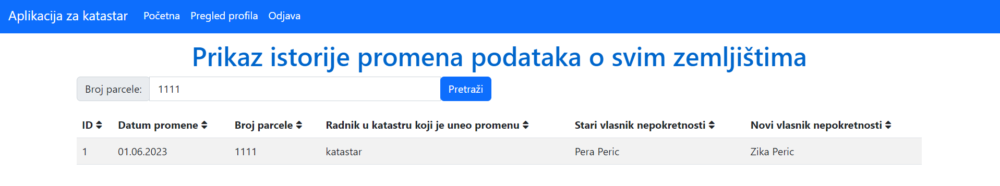 Aplikacija za katastar Početna Pregled profila Odjava
Prikaz istorije promena podataka o svim zemljištima
Broj parcele: 1111 Pretraži
ID Datum promene Broj parcele Radnik u katastru koji je uneo promenu Stari vlasnik nepokretnosti Novi vlasnik nepokretnosti
1 01.06.2023 1111 katastar Pera Peric Zika Peric